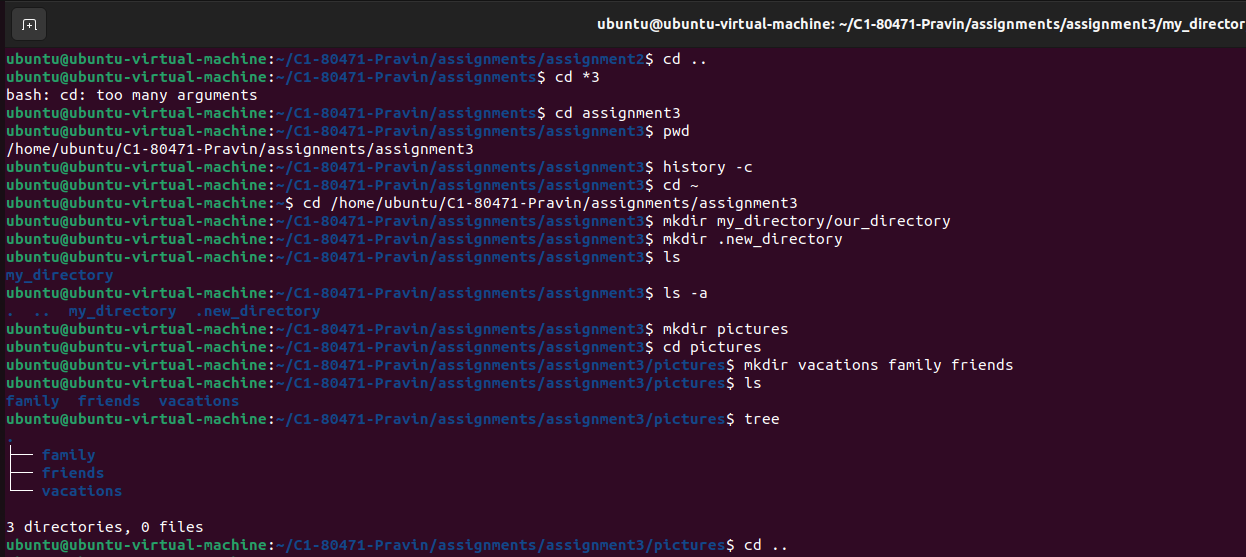 ubuntu@ubuntu-virtual-machine: ~/C1-80471-Pravin/assignments/assignment3/my_director
ubuntu@ubuntu-virtual-machine:~/C1-80471-Pravin/assignments/assignment2$ cd ..
ubuntu@ubuntu-virtual-machine:~/C1-80471-Pravin/assignments$ cd *3
bash: cd: too many arguments
ubuntu@ubuntu-virtual-machine:~/C1-80471-Pravin/assignments$ cd assignment3
ubuntu@ubuntu-virtual-machine:~/C1-80471-Pravin/assignments/assignment3$ pwd
/home/ubuntu/C1-80471-Pravin/assignments/assignment3
ubuntu@ubuntu-virtual-machine:~/C1-80471-Pravin/assignments/assignment3$ history -c
ubuntu@ubuntu-virtual-machine:~/C1-80471-Pravin/assignments/assignment3$ cd ~
ubuntu@ubuntu-virtual-machine:~$ cd /home/ubuntu/C1-80471-Pravin/assignments/assignment3
ubuntu@ubuntu-virtual-machine:~/C1-80471-Pravin/assignments/assignment3$ mkdir my_directory/our_directory
ubuntu@ubuntu-virtual-machine:~/C1-80471-Pravin/assignments/assignment3$ mkdir .new_directory
ubuntu@ubuntu-virtual-machine:~/C1-80471-Pravin/assignments/assignment3$ ls
my_directory
ubuntu@ubuntu-virtual-machine:~/C1-80471-Pravin/assignments/assignment3$ ls -a
.  ..  my_directory  .new_directory
ubuntu@ubuntu-virtual-machine:~/C1-80471-Pravin/assignments/assignment3$ mkdir pictures
ubuntu@ubuntu-virtual-machine:~/C1-80471-Pravin/assignments/assignment3$ cd pictures
ubuntu@ubuntu-virtual-machine:~/C1-80471-Pravin/assignments/assignment3/pictures$ mkdir vacations family friends
ubuntu@ubuntu-virtual-machine:~/C1-80471-Pravin/assignments/assignment3/pictures$ ls
family  friends  vacations
ubuntu@ubuntu-virtual-machine:~/C1-80471-Pravin/assignments/assignment3/pictures$ tree
.
├── family
├── friends
└── vacations
3 directories, 0 files
ubuntu@ubuntu-virtual-machine:~/C1-80471-Pravin/assignments/assignment3/pictures$ cd ..